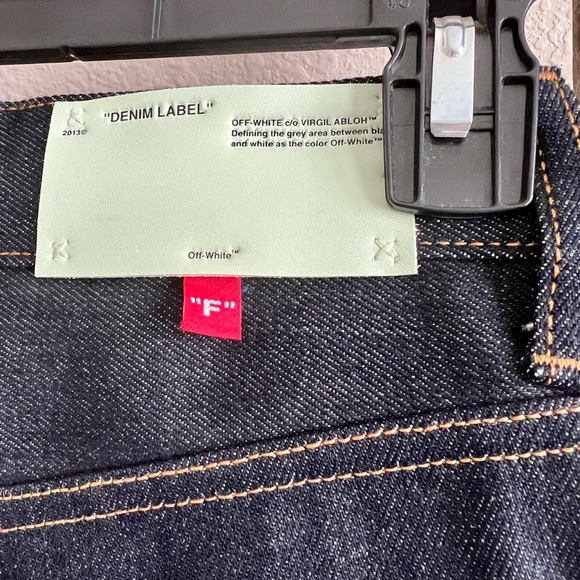 "DENIM LABEL"
2013©
OFF-WHITE c/o VIRGIL ABLOH™
Defining the grey area between
and white as the color Off-White™
Off-White™
"F"